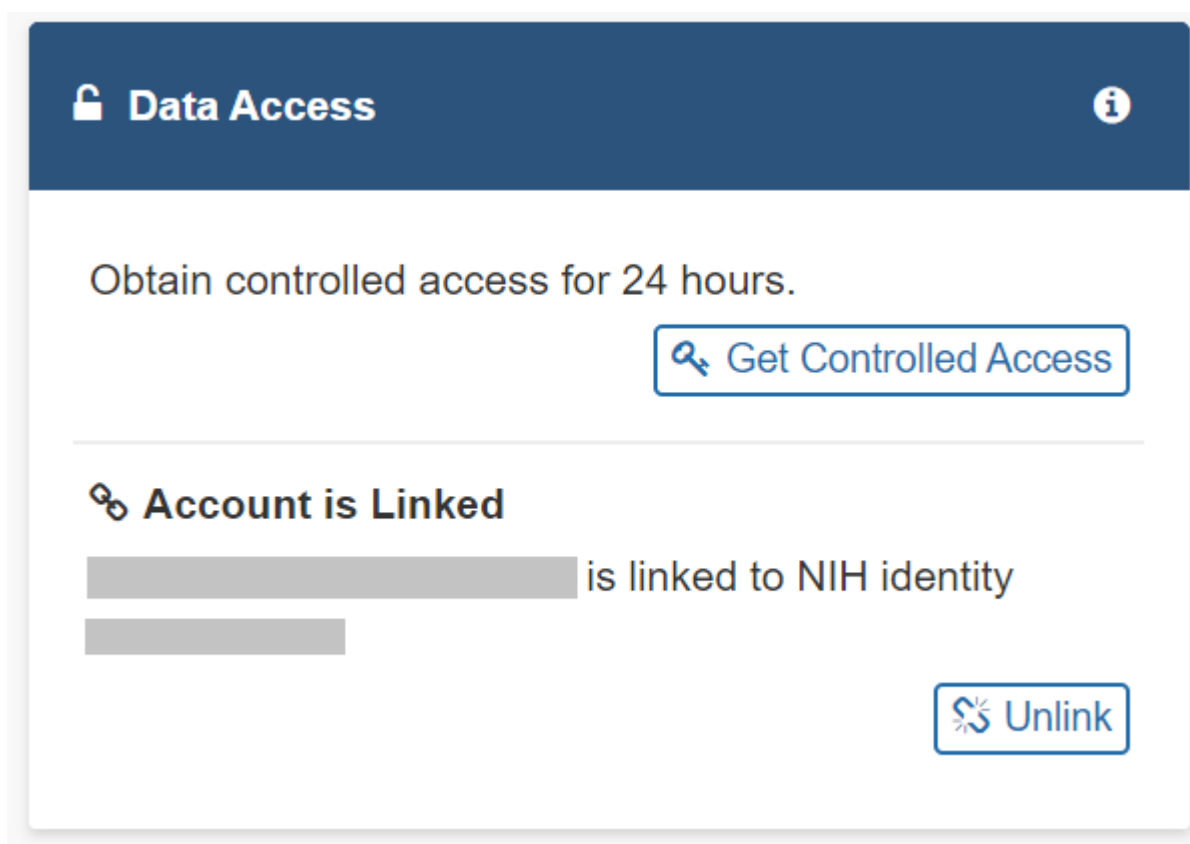 Data Access
Obtain controlled access for 24 hours.
Get Controlled Access
Account is Linked
is linked to NIH identity
Unlink